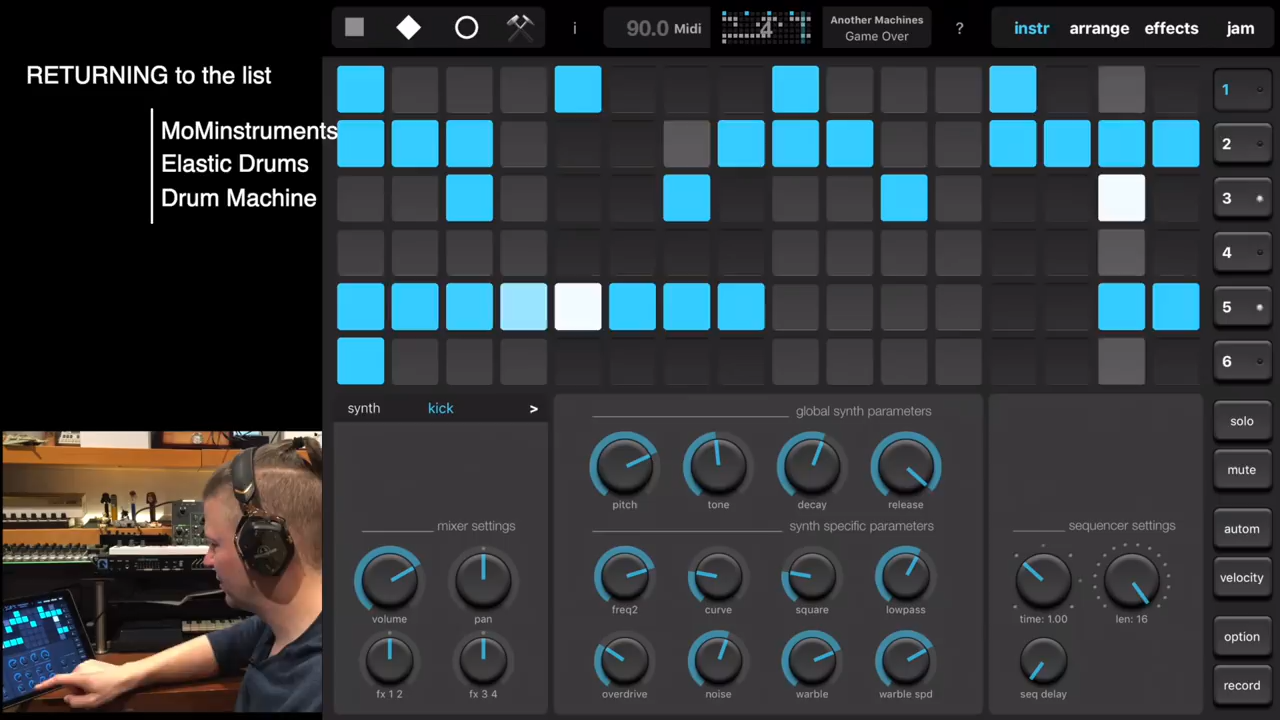 RETURNING to the list
MoMinstruments
Elastic Drums
Drum Machine
i
90.0 Midi
4
Another Machines
Game Over
?
instr
arrange
effects
jam
1
2
3
4
5
6
synth
kick
>
global synth parameters
pitch
tone
decay
release
mixer settings
volume
pan
fx 1 2
fx 3 4
synth specific parameters
freq2
curve
square
lowpass
overdrive
noise
warble
warble spd
sequencer settings
time: 1.00
len: 16
seq delay
solo
mute
autom
velocity
option
record